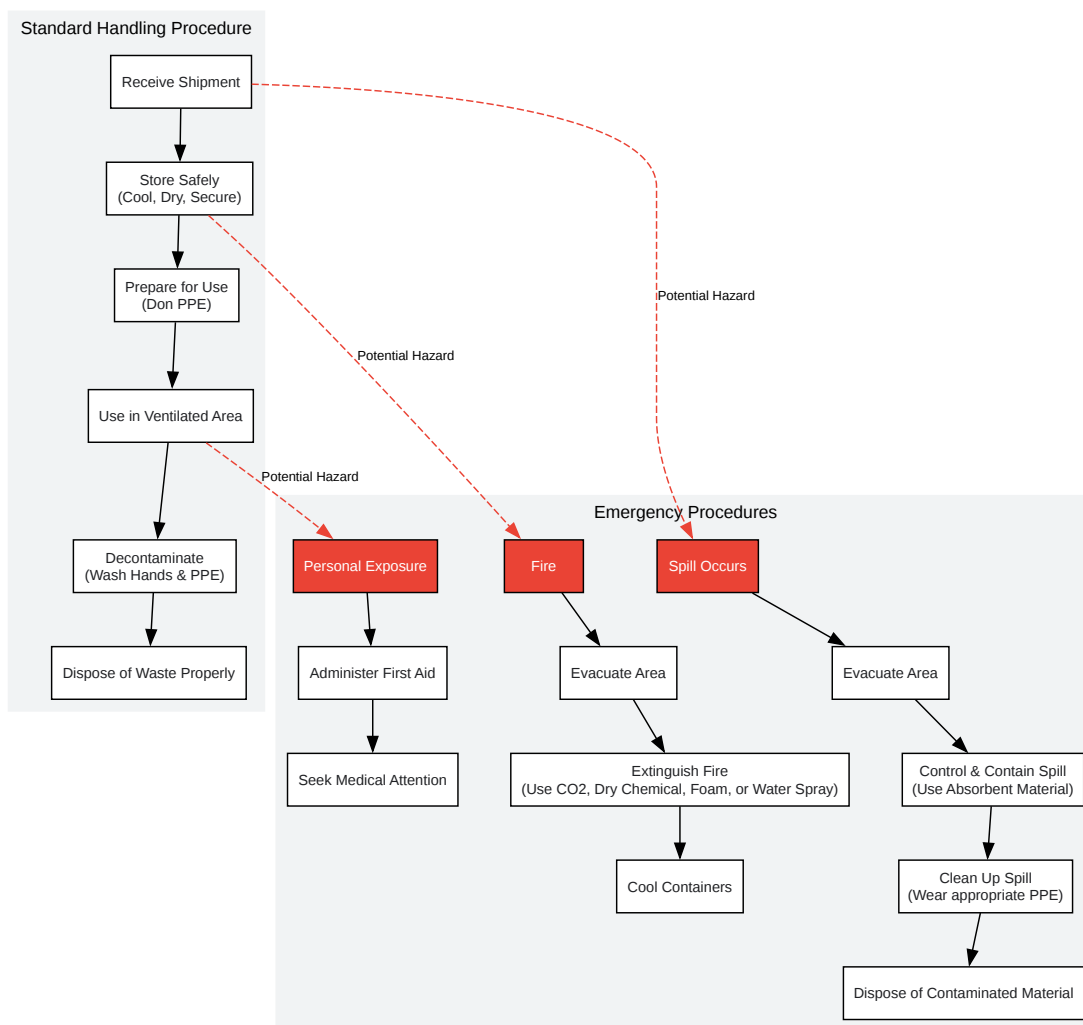 Standard Handling Procedure
Receive Shipment
Store Safely
(Cool, Dry, Secure)
Prepare for Use
(Don PPE)
Use in Ventilated Area
Decontaminate
(Wash Hands & PPE)
Dispose of Waste Properly
Potential Hazard
Potential Hazard
Potential Hazard
Emergency Procedures
Personal Exposure
Administer First Aid
Seek Medical Attention
Fire
Evacuate Area
Extinguish Fire
(Use CO2, Dry Chemical, Foam, or Water Spray)
Cool Containers
Spill Occurs
Evacuate Area
Control & Contain Spill
(Use Absorbent Material)
Clean Up Spill
(Wear appropriate PPE)
Dispose of Contaminated Material